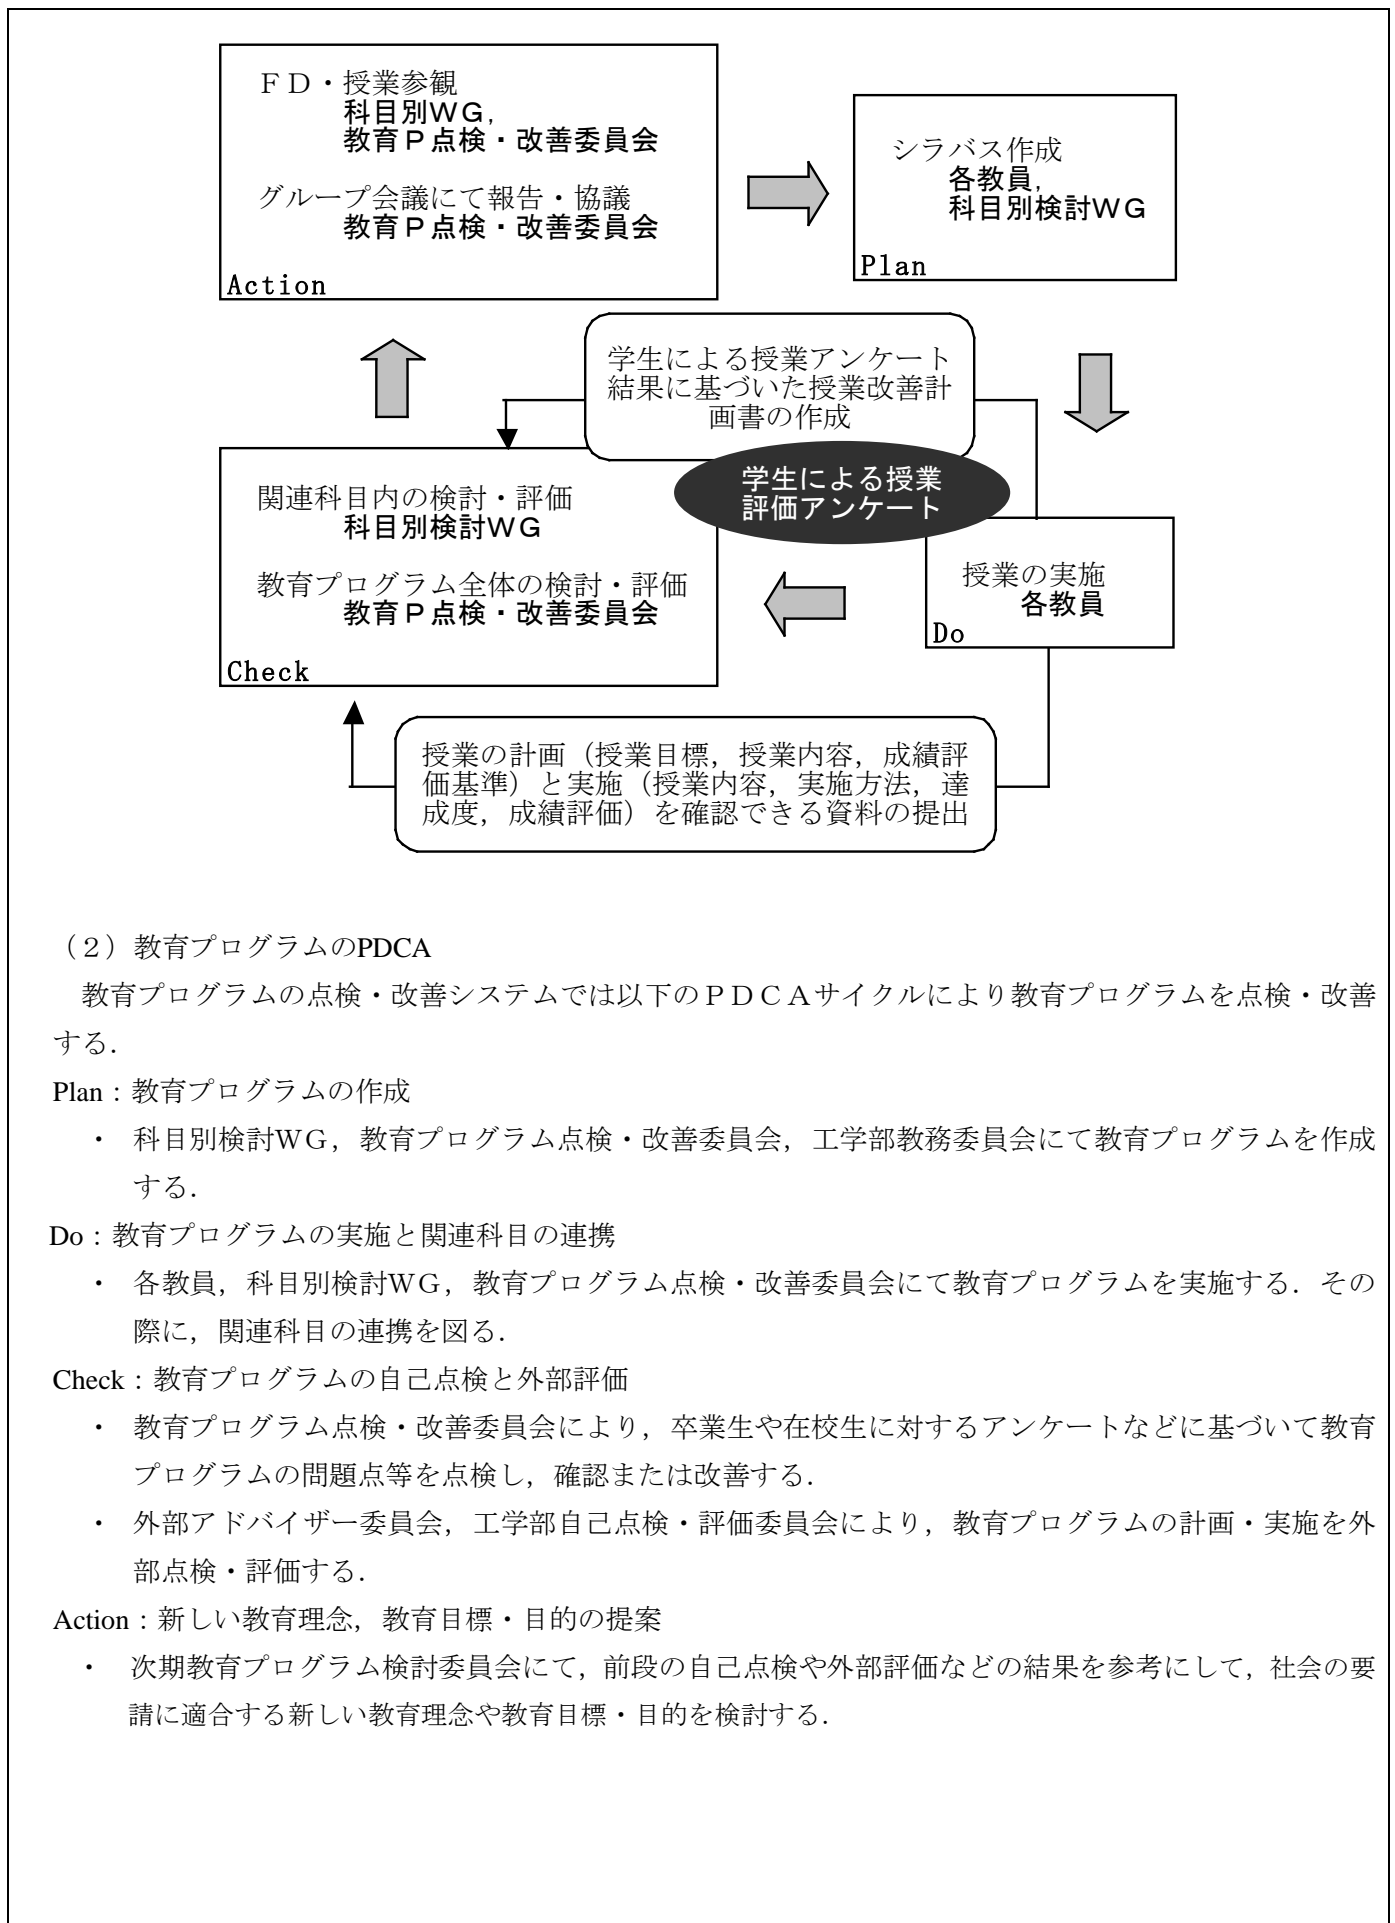 ＦＤ・授業参観
科目別ＷＧ，
教育Ｐ点検・改善委員会
グループ会議にて報告・協議
教育Ｐ点検・改善委員会
Action
シラバス作成
各教員，
科目別検討ＷＧ
Plan
学生による授業アンケート
結果に基づいた授業改善計
画書の作成
学生による授業
評価アンケート
関連科目内の検討・評価
科目別検討ＷＧ
教育プログラム全体の検討・評価
教育Ｐ点検・改善委員会
Check
授業の実施
各教員
Do
授業の計画（授業目標，授業内容，成績評
価基準）と実施（授業内容，実施方法，達
成度，成績評価）を確認できる資料の提出
（２）教育プログラムのPDCA
教育プログラムの点検・改善システムでは以下のＰＤＣＡサイクルにより教育プログラムを点検・改善
する．
Plan：教育プログラムの作成
・ 科目別検討ＷＧ，教育プログラム点検・改善委員会，工学部教務委員会にて教育プログラムを作成
する．
Do：教育プログラムの実施と関連科目の連携
・ 各教員，科目別検討ＷＧ，教育プログラム点検・改善委員会にて教育プログラムを実施する．その
際に，関連科目の連携を図る．
Check：教育プログラムの自己点検と外部評価
・ 教育プログラム点検・改善委員会により，卒業生や在校生に対するアンケートなどに基づいて教育
プログラムの問題点等を点検し，確認または改善する．
・ 外部アドバイザー委員会，工学部自己点検・評価委員会により，教育プログラムの計画・実施を外
部点検・評価する．
Action：新しい教育理念，教育目標・目的の提案
・ 次期教育プログラム検討委員会にて，前段の自己点検や外部評価などの結果を参考にして，社会の要
請に適合する新しい教育理念や教育目標・目的を検討する．